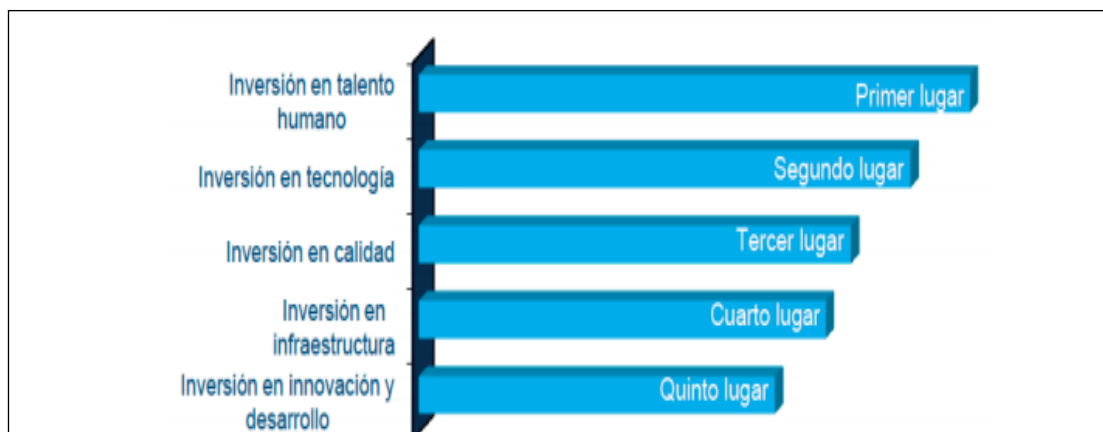 Inversión en talento
humano
Primer lugar
Inversión en tecnología
Segundo lugar
Inversión en calidad
Tercer lugar
Inversión en
infraestructura
Cuarto lugar
Inversión en innovación y
desarrollo
Quinto lugar